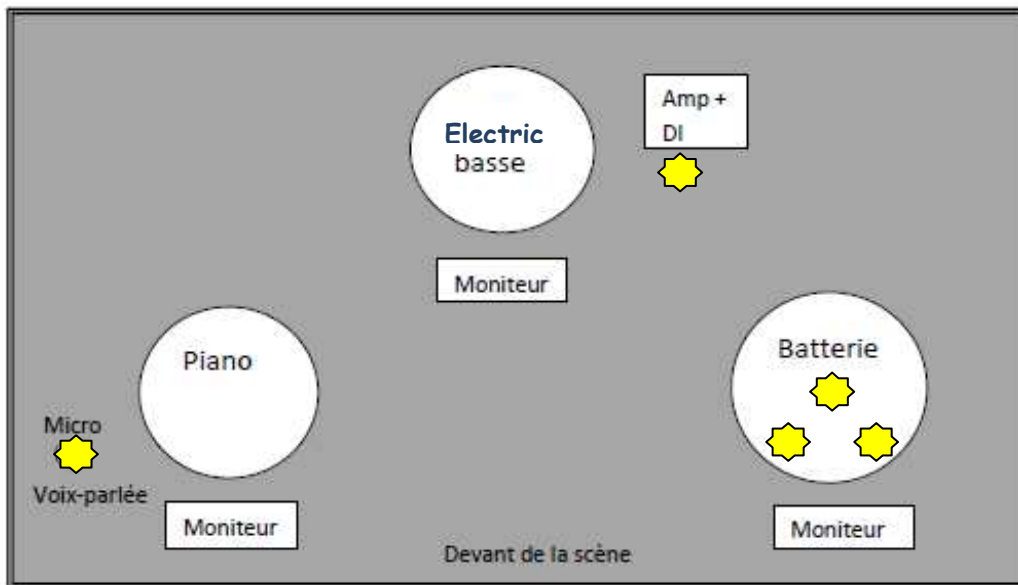 Amp +
DI
Electric
basse
Moniteur
Piano
Batterie
Micro
Voix-parlée
Moniteur
Moniteur
Devant de la scène